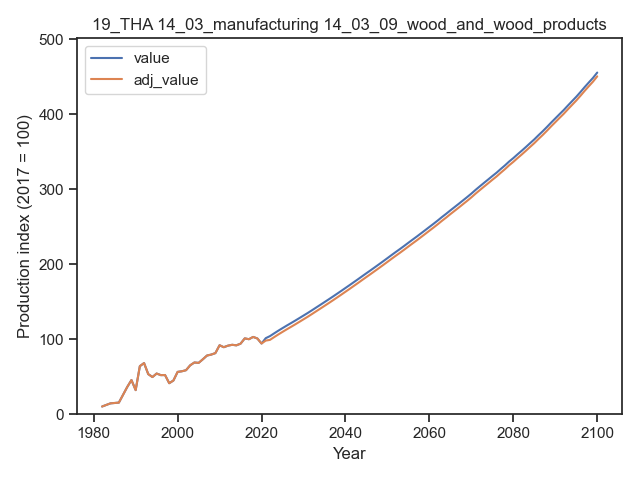 19_THA 14_03_manufacturing 14_03_09_wood_and_wood_products
500
400
300
200
100
0
Production index (2017 = 100)
value
adj_value
1980 2000 2020 2040 2060 2080 2100
Year